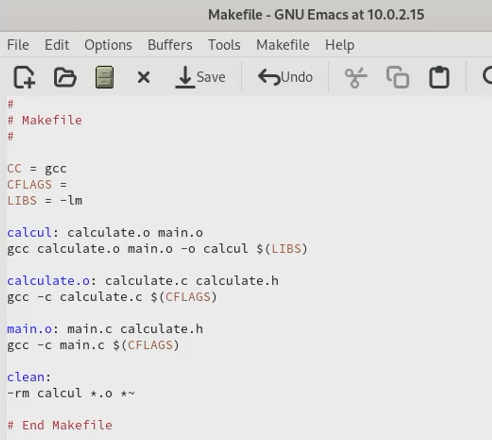 Makefile - GNU Emacs at 10.0.2.15
File Edit Options Buffers Tools Makefile Help
Save Undo
#
# Makefile
#
CC = gcc
CFLAGS =
LIBS = -lm
calcul: calculate.o main.o
gcc calculate.o main.o -o calcul $(LIBS)
calculate.o: calculate.c calculate.h
gcc -c calculate.c $(CFLAGS)
main.o: main.c calculate.h
gcc -c main.c $(CFLAGS)
clean:
-rm calcul *.o *~
# End Makefile